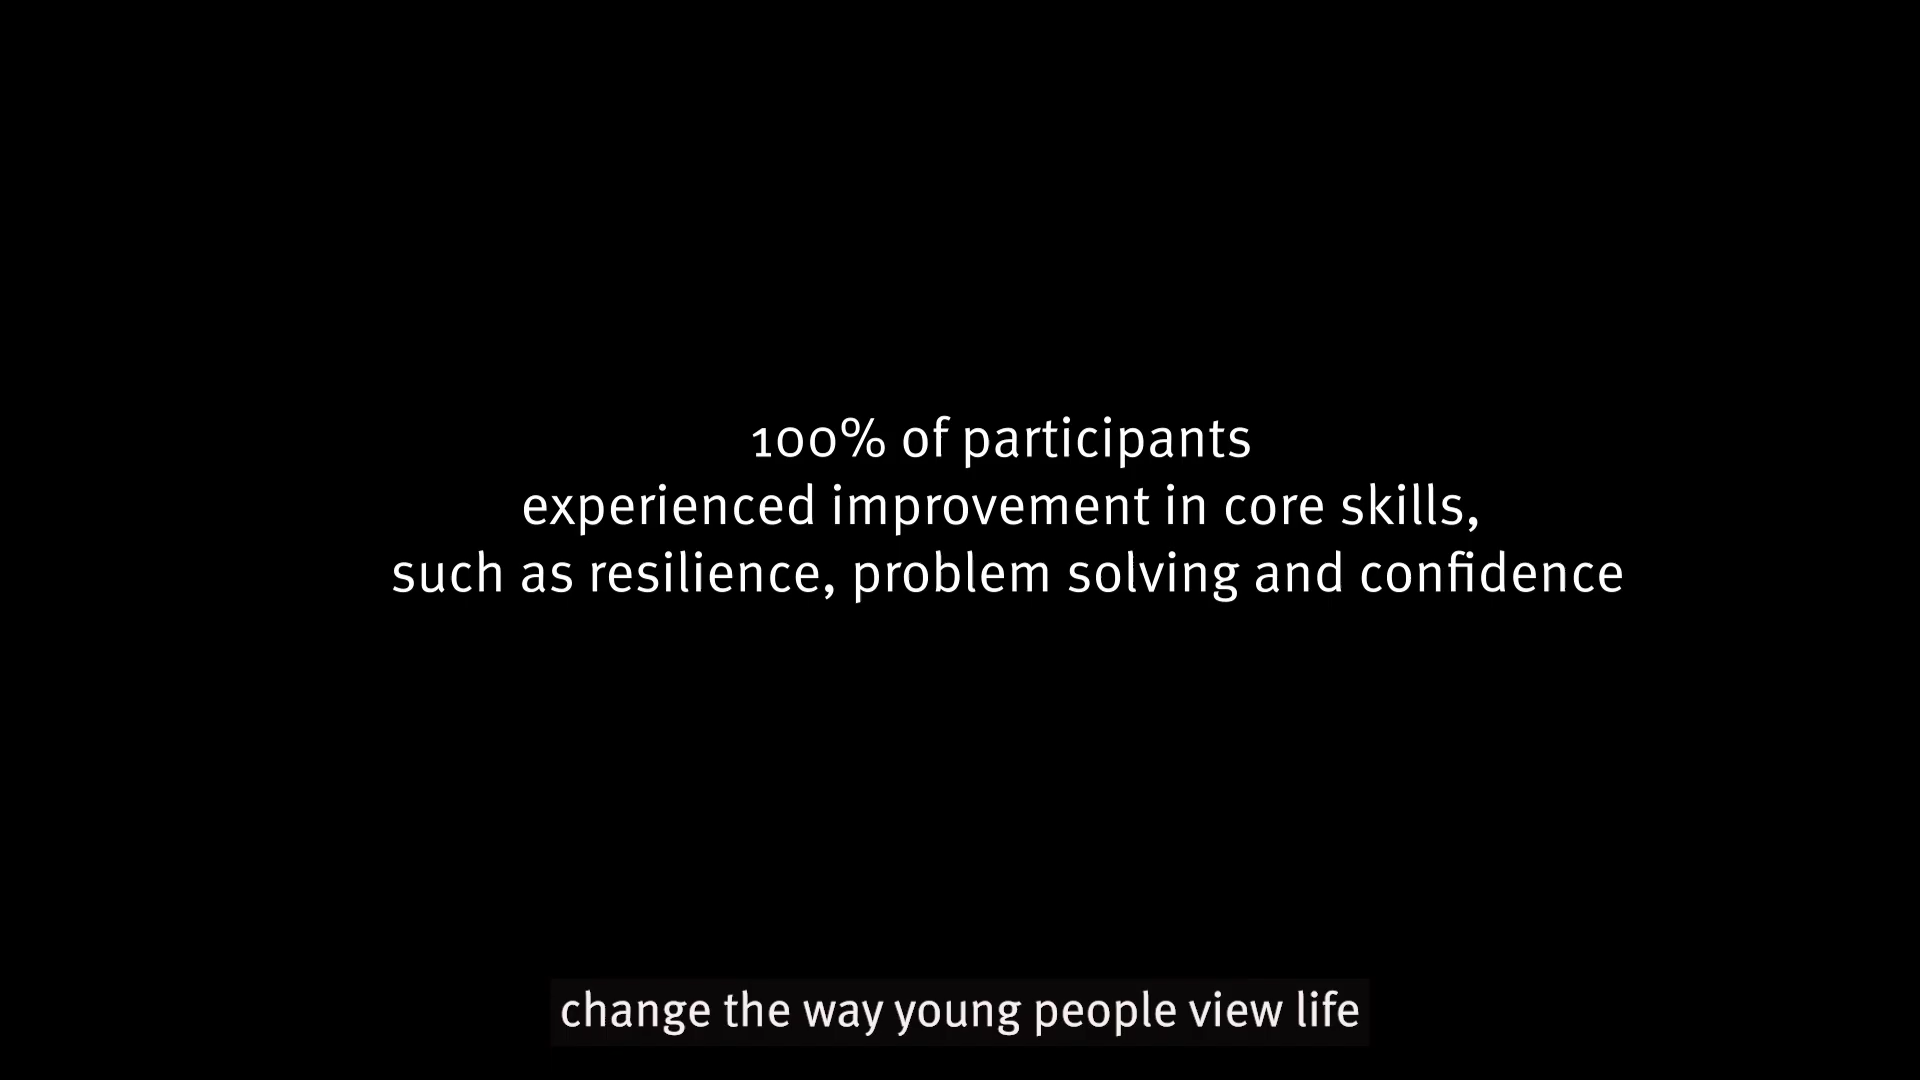 100% of participants
experienced improvement in core skills,
such as resilience, problem solving and confidence
change the way young people view life